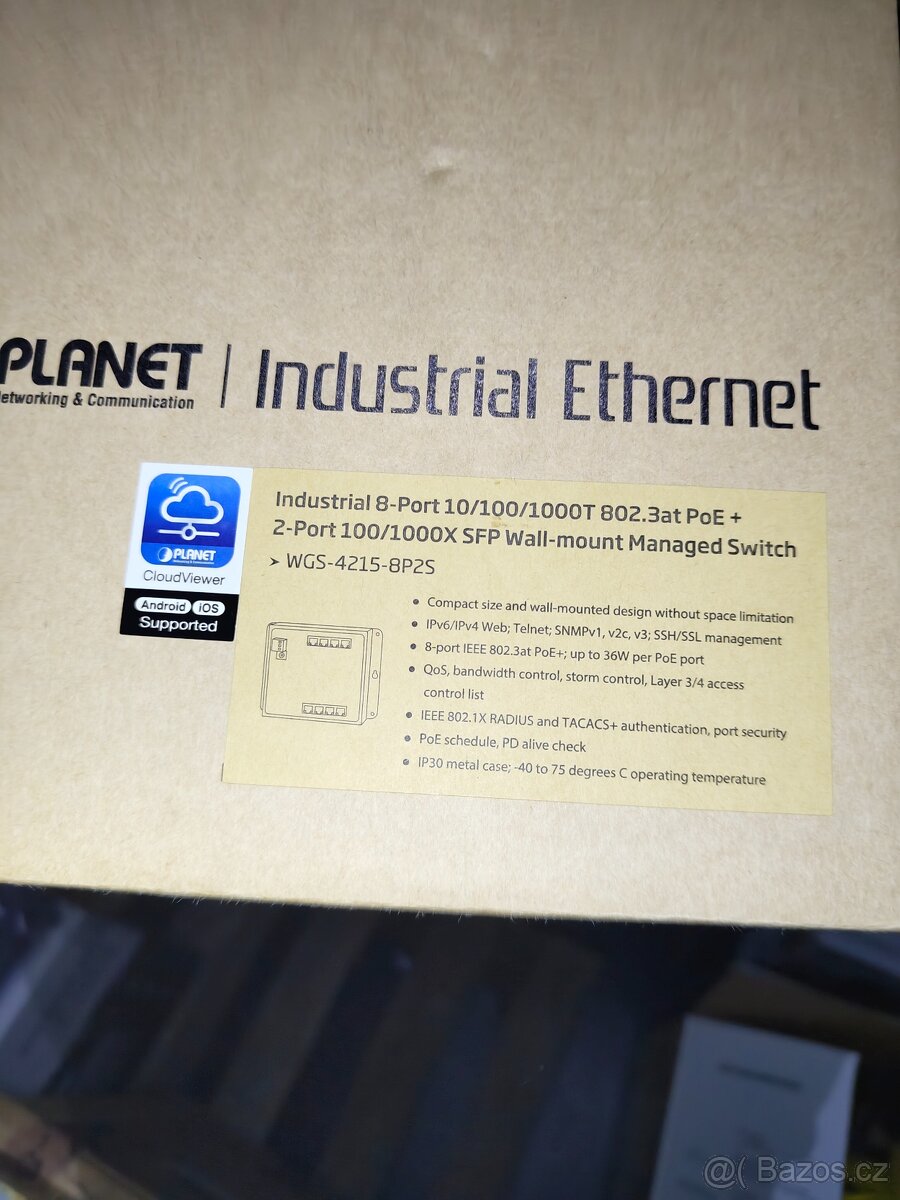 PLANET
Networking & Communication
Industrial Ethernet
Industrial 8-Port 10/100/1000T 802.3at PoE +
2-Port 100/1000X SFP Wall-mount Managed Switch
➤ WGS-4215-8P2S
PLANET
Networking & Communication
CloudViewer
Android iOS
Supported
• Compact size and wall-mounted design without space limitation
• IPv6/IPv4 Web; Telnet; SNMPv1, v2c, v3; SSH/SSL management
• 8-port IEEE 802.3at PoE+; up to 36W per PoE port
• QoS, bandwidth control, storm control, Layer 3/4 access
control list
• IEEE 802.1X RADIUS and TACACS+ authentication, port security
• PoE schedule, PD alive check
• IP30 metal case; -40 to 75 degrees C operating temperature
@( Bazos.cz